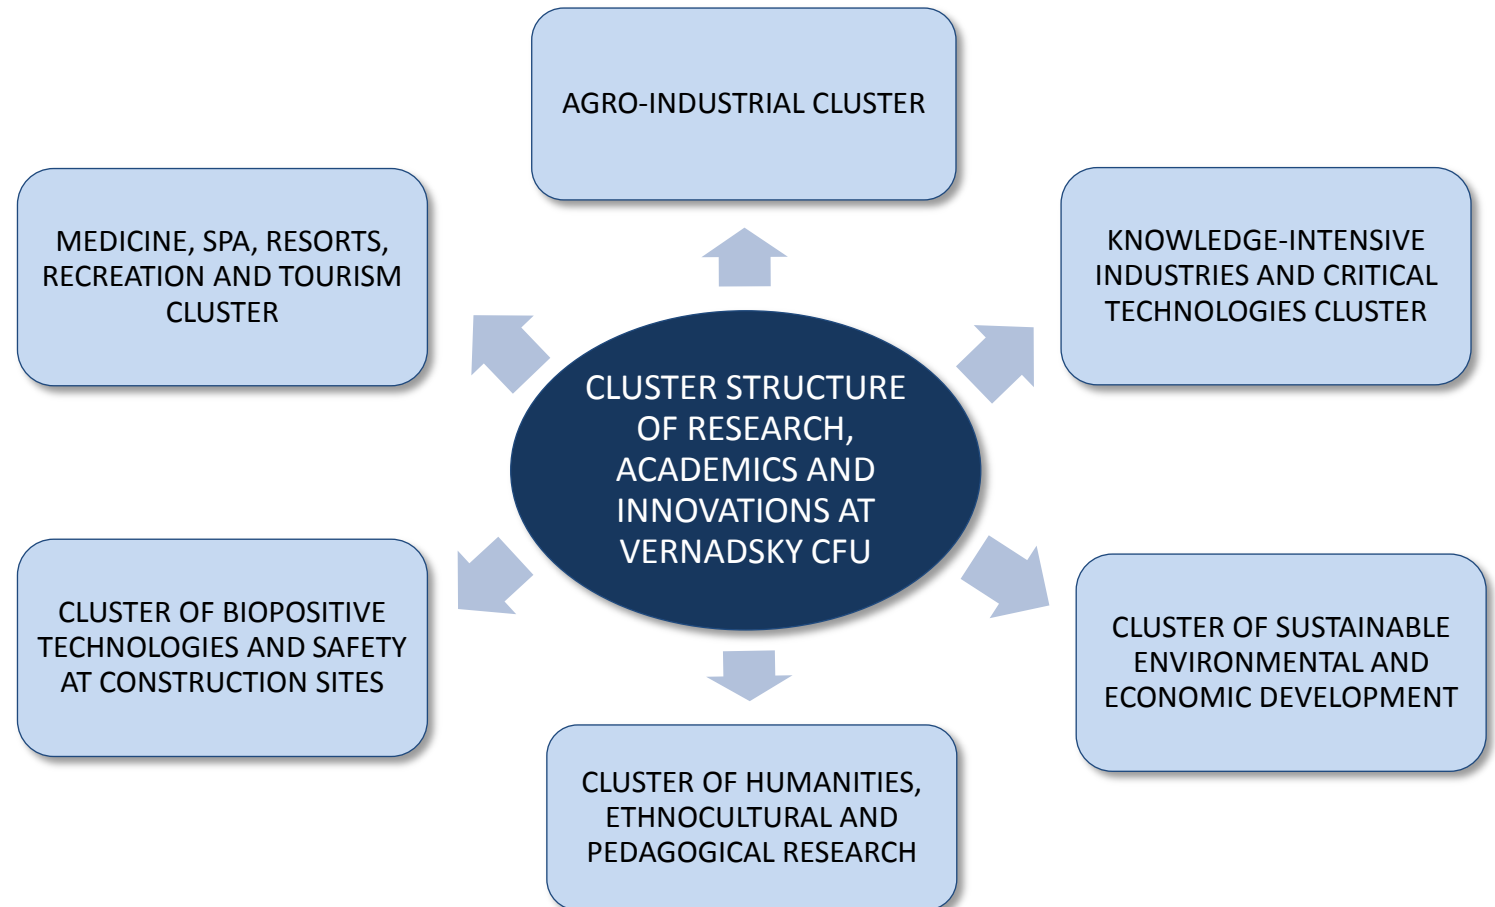 AGRO-INDUSTRIAL CLUSTER
MEDICINE, SPA, RESORTS,
RECREATION AND TOURISM
CLUSTER
KNOWLEDGE-INTENSIVE
INDUSTRIES AND CRITICAL
TECHNOLOGIES CLUSTER
CLUSTER STRUCTURE
OF RESEARCH,
ACADEMICS AND
INNOVATIONS AT
VERNADSKY CFU
CLUSTER OF BIOPOSITIVE
TECHNOLOGIES AND SAFETY
AT CONSTRUCTION SITES
CLUSTER OF SUSTAINABLE
ENVIRONMENTAL AND
ECONOMIC DEVELOPMENT
CLUSTER OF HUMANITIES,
ETHNOCULTURAL AND
PEDAGOGICAL RESEARCH